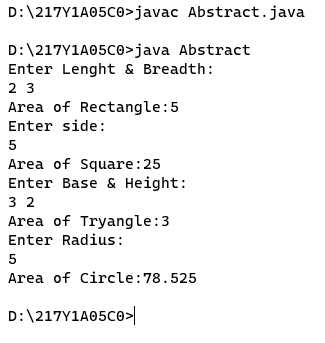 D:\217Y1A05C0>javac Abstract.java
D:\217Y1A05C0>java Abstract
Enter Lenght & Breadth:
2 3
Area of Rectangle:5
Enter side:
5
Area of Square:25
Enter Base & Height:
3 2
Area of Tryangle:3
Enter Radius:
5
Area of Circle:78.525
D:\217Y1A05C0>